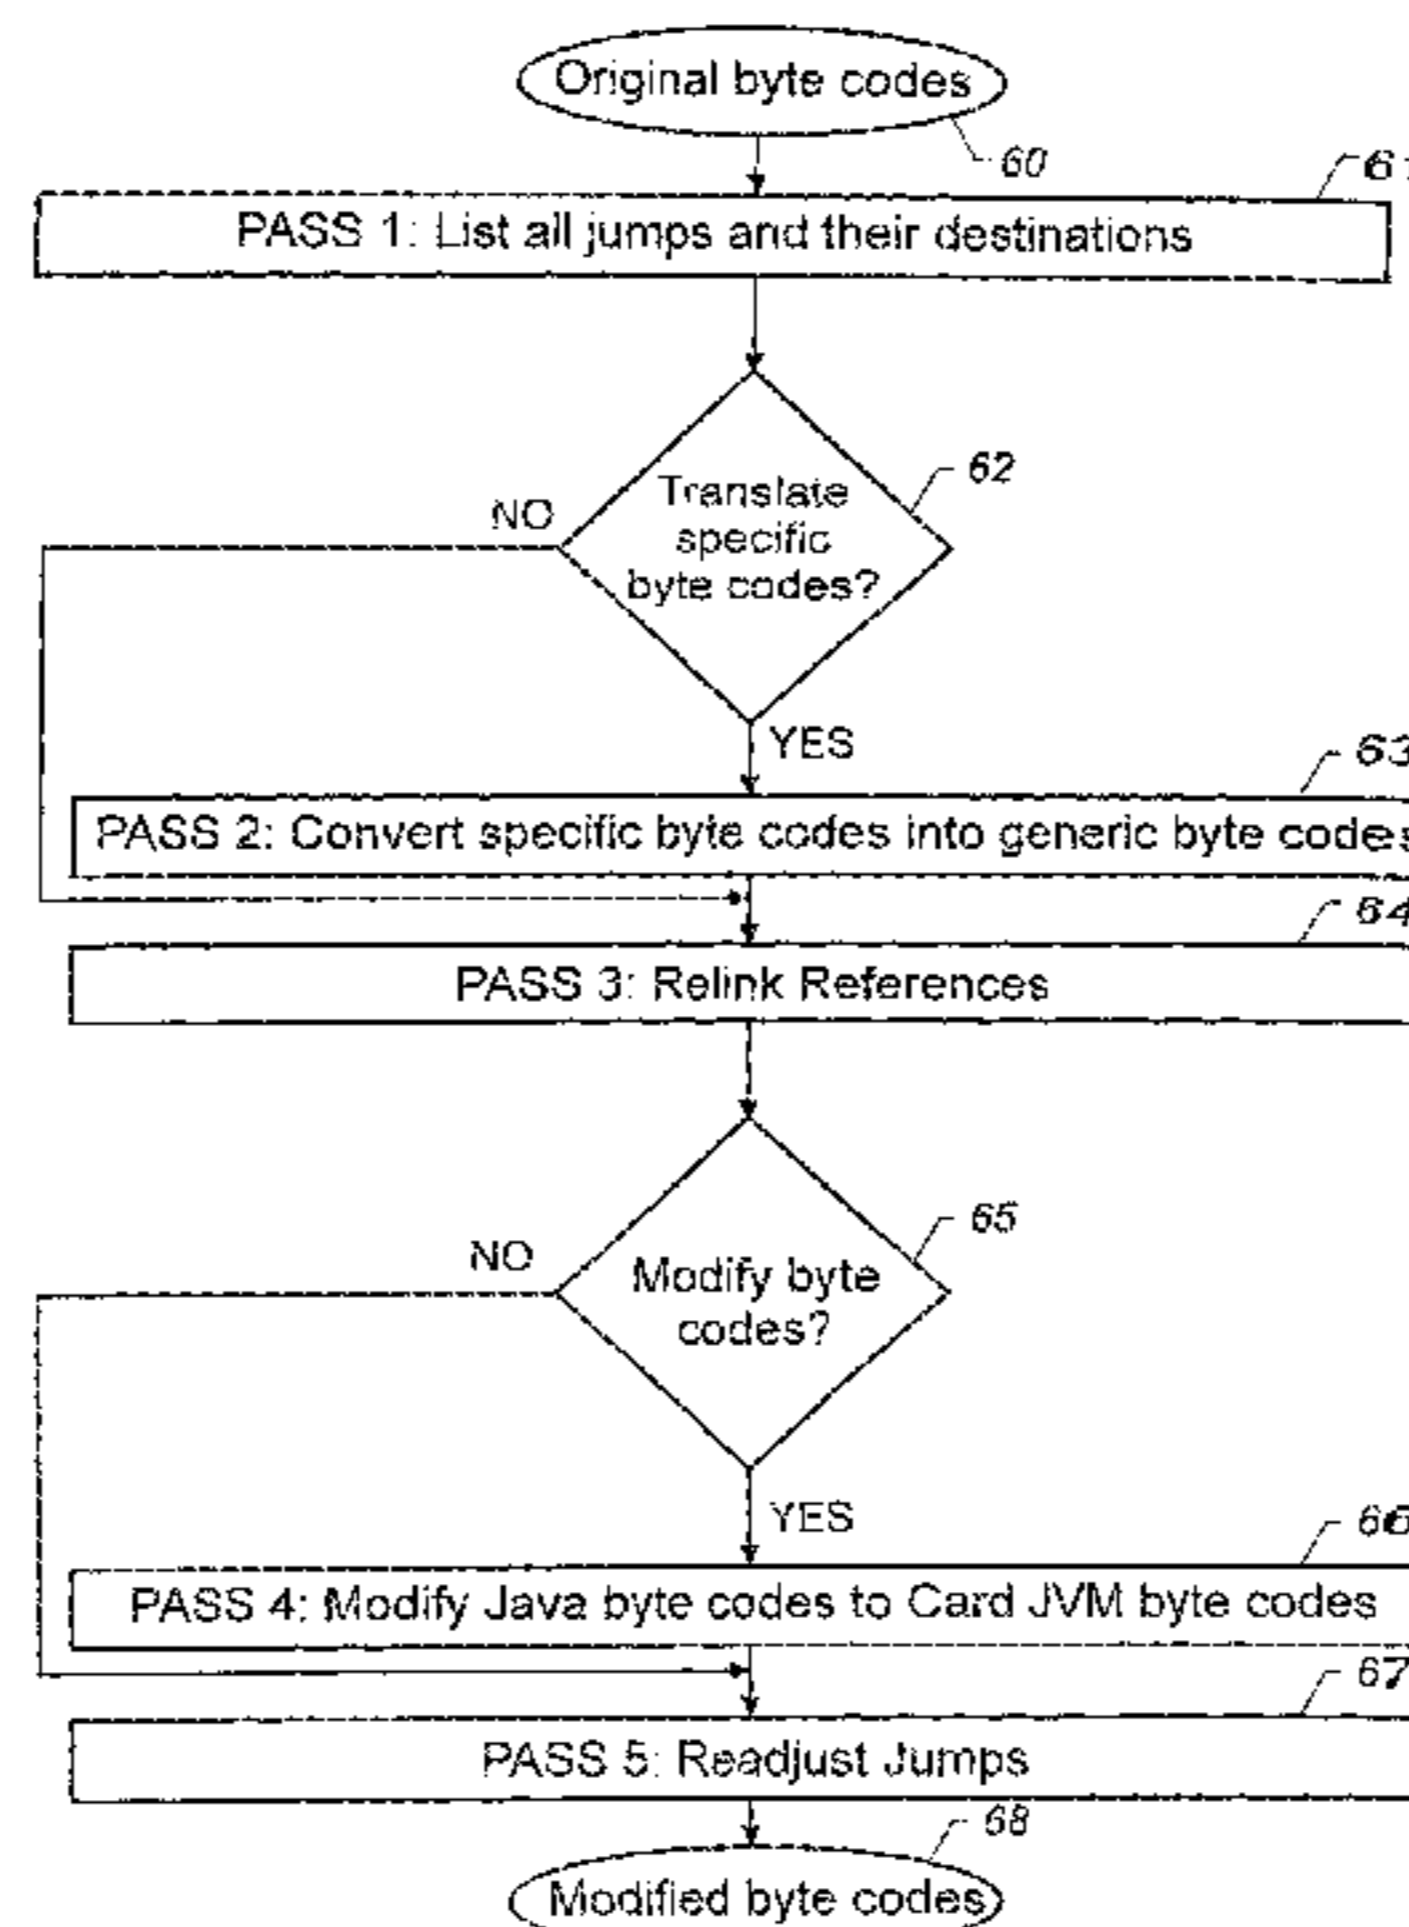 Original byte codes
60
61
PASS 1: List all jumps and their destinations
62
Translate
NO
specific
byte codes?
YES
63
PASS 2: Convert specific byte codes into generic byte codes
64
PASS 3: Relink References
65
NO
Modify byte
codes?
YES
66
PASS 4: Modify Java byte codes to Card JVM byte codes
67
PASS 5: Readjust Jumps
68
Modified byte codes